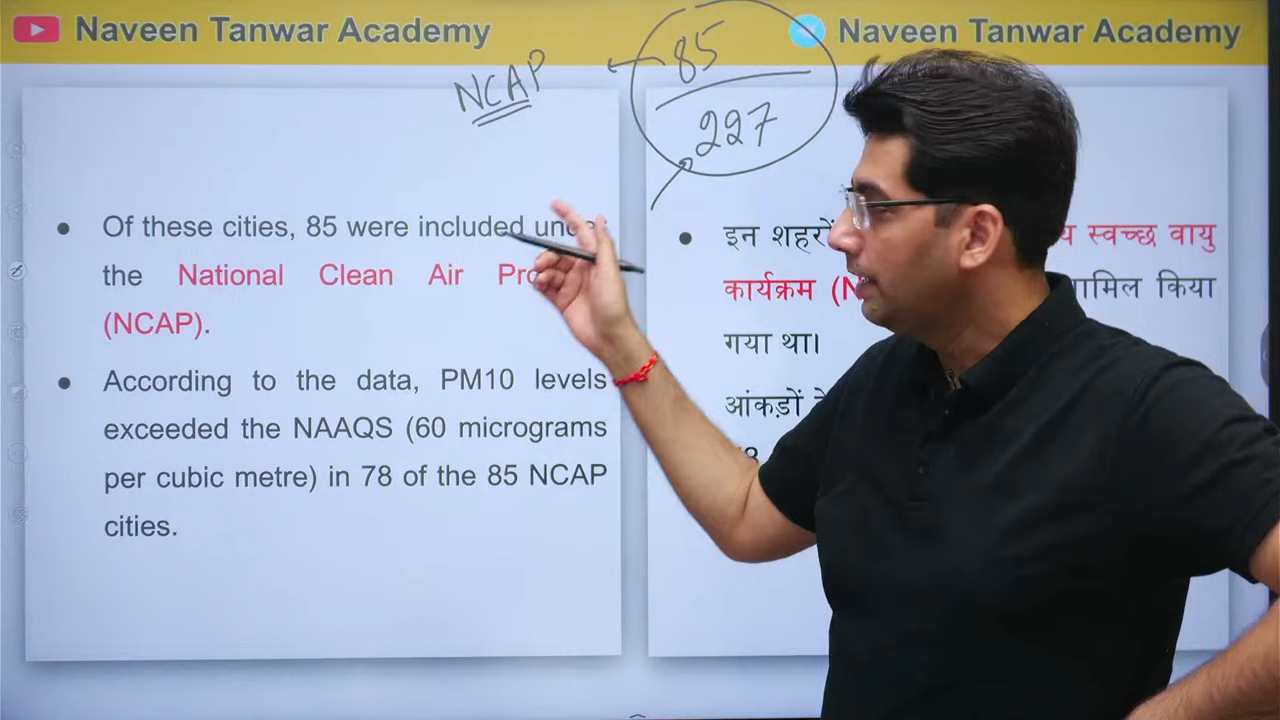 Naveen Tanwar Academy
Naveen Tanwar Academy
NCAP
85
227
Of these cities, 85 were included
the National Clean Air
(NCAP).
According to the data, PM10 levels
exceeded the NAAQS (60 micrograms
per cubic metre) in 78 of the 85 NCAP
cities.
इन स्वच्छ वायु
कार्यक्रम किया
गया था।
आंकड़ों